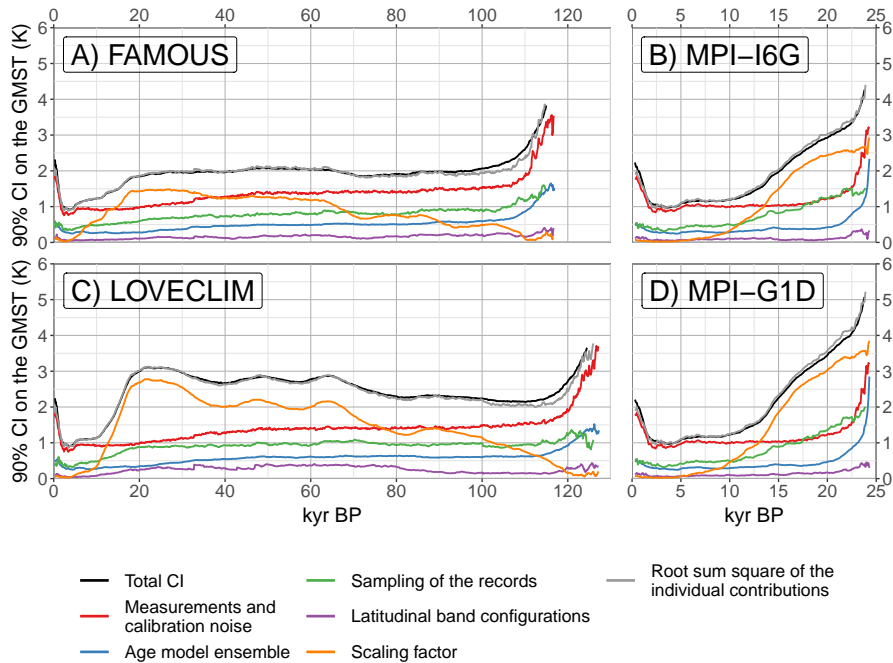 0 20 40 60 80 100 120
0 5 10 15 20 25
90% CI on the GMST (K)
6
5
4
3
2
1
0
A) FAMOUS
B) MPI−I6G
6
5
4
3
2
1
0
90% CI on the GMST (K)
6
5
4
3
2
1
0
C) LOVECLIM
D) MPI−G1D
6
5
4
3
2
1
0
0 20 40 60 80 100 120
0 5 10 15 20 25
kyr BP
kyr BP
Total CI
Measurements and
calibration noise
Age model ensemble
Sampling of the records
Latitudinal band configurations
Scaling factor
Root sum square of the
individual contributions